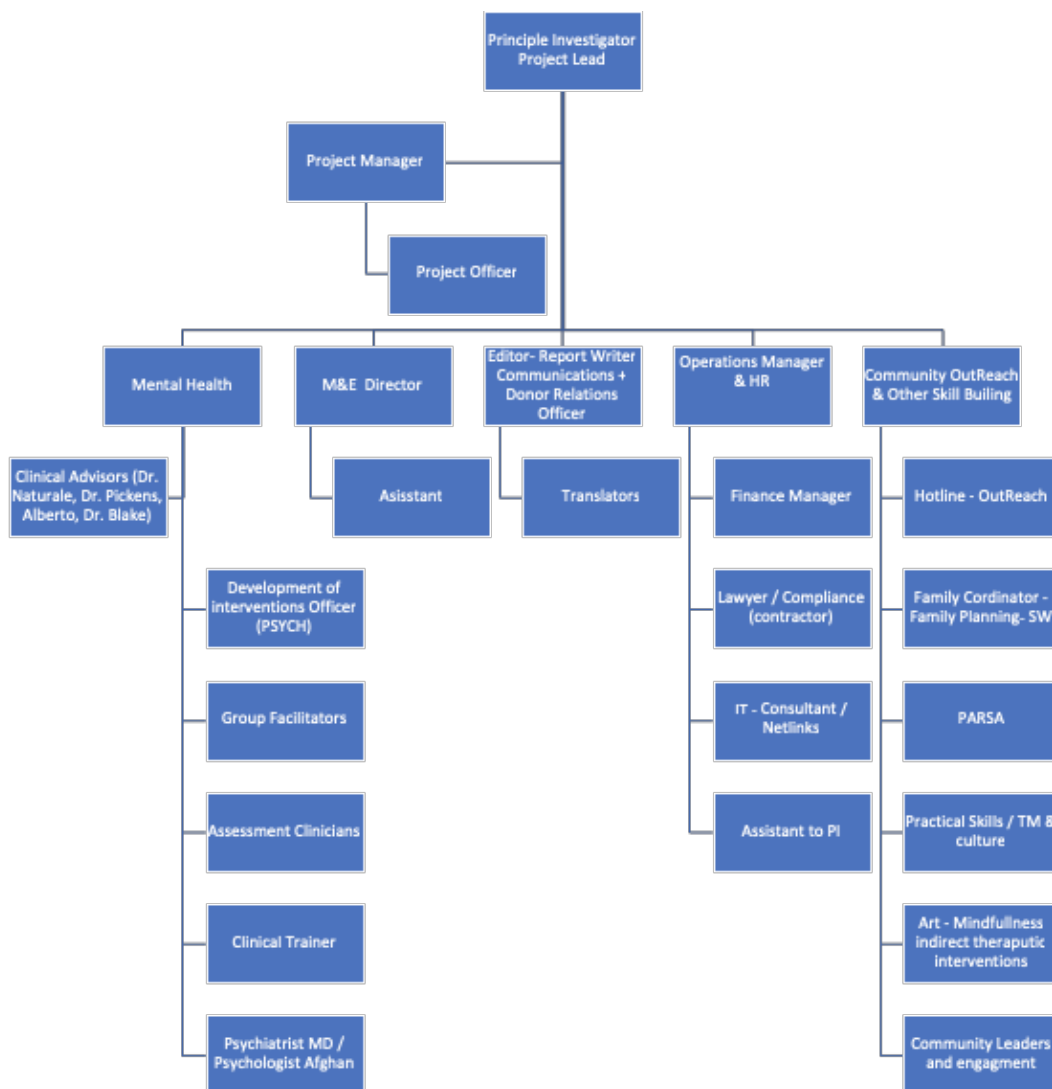 Principle Investigator
Project Lead
Project Manager
Project Officer
Mental Health
M&E Director
Editor- Report Writer
Communications +
Donor Relations
Officer
Operations Manager
& HR
Community OutReach
& Other Skill Builing
Clinical Advisors (Dr.
Naturale, Dr. Pickens,
Alberto, Dr. Blake)
Asisstant
Translators
Finance Manager
Hotline - OutReach
Development of
interventions Officer
(PSYCH)
Lawyer / Compliance
(contractor)
Family Cordinator -
Family Planning- SW
Group Facilitators
IT - Consultant /
Netlinks
PARSA
Assessment Clinicians
Assistant to PI
Practical Skills / TM &
culture
Clinical Trainer
Art - Mindfullness
indirect theraputic
interventions
Psychiatrist MD /
Psychologist Afghan
Community Leaders
and engagment